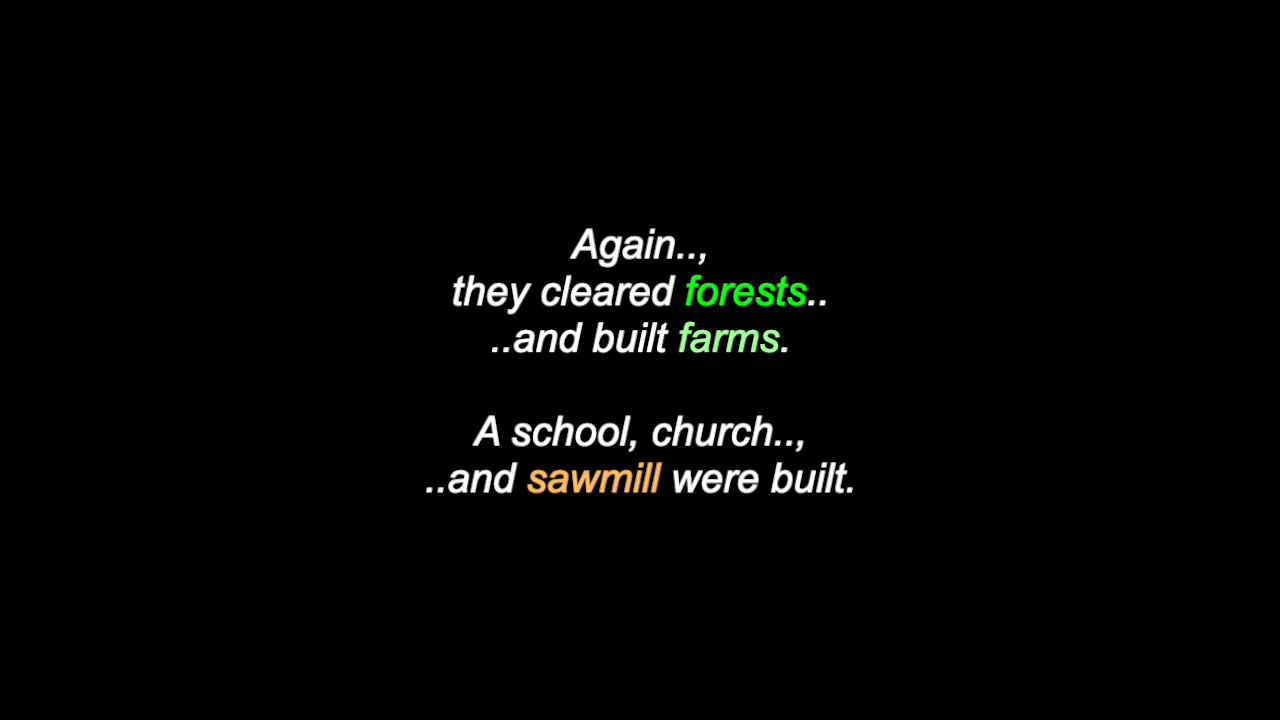 Again..,
they cleared forests..
..and built farms.
A school, church..,
..and sawmill were built.